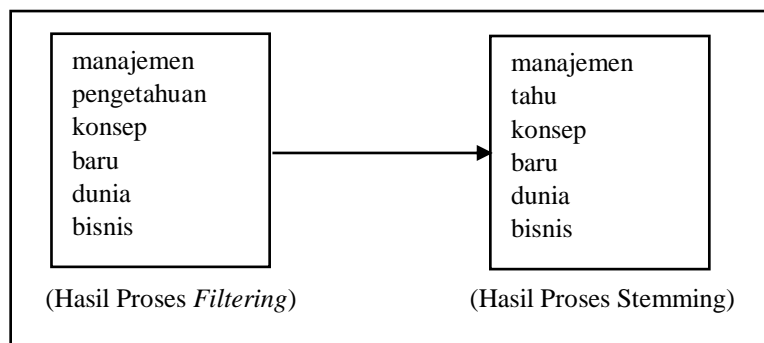 manajemen
pengetahuan
konsep
baru
dunia
bisnis
(Hasil Proses Filtering)
manajemen
tahu
konsep
baru
dunia
bisnis
(Hasil Proses Stemming)